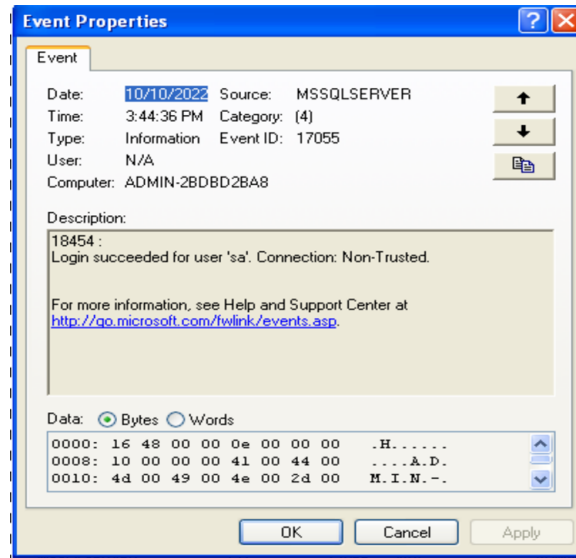 Event Properties
Event
Date: 10/10/2022 Source: MSSQLSERVER
Time: 3:44:36 PM Category: (4)
Type: Information Event ID: 17055
User: N/A
Computer: ADMIN-2BDBD2BA8
Description:
18454 :
Login succeeded for user 'sa'. Connection: Non-Trusted.
For more information, see Help and Support Center at
http://go.microsoft.com/fwlink/events.asp.
Data: Bytes Words
0000: 16 48 00 00 0e 00 00 00 .H......
0008: 10 00 00 00 41 00 44 00 ....A.D.
0010: 4d 00 49 00 4e 00 2d 00 M.I.N.-.
OK Cancel Apply